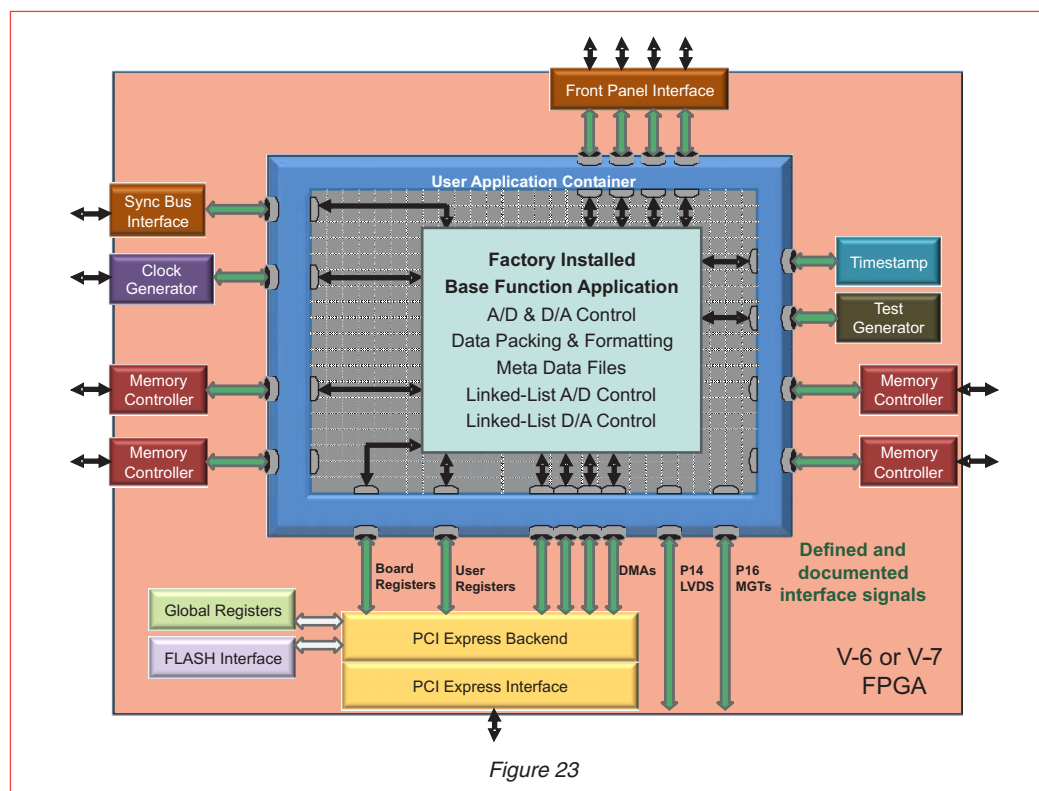 Front Panel Interface
User Application Container
Sync Bus
Interface
Clock
Generator
Memory
Controller
Memory
Controller
Factory Installed
Base Function Application
A/D & D/A Control
Data Packing & Formatting
Meta Data Files
Linked-List A/D Control
Linked-List D/A Control
Timestamp
Test
Generator
Memory
Controller
Memory
Controller
Board
Registers
User
Registers
DMAs
P14
LVDS
P16
MGTs
Defined and
documented
interface signals
Global Registers
FLASH Interface
PCI Express Backend
PCI Express Interface
V-6 or V-7
FPGA
Figure 23